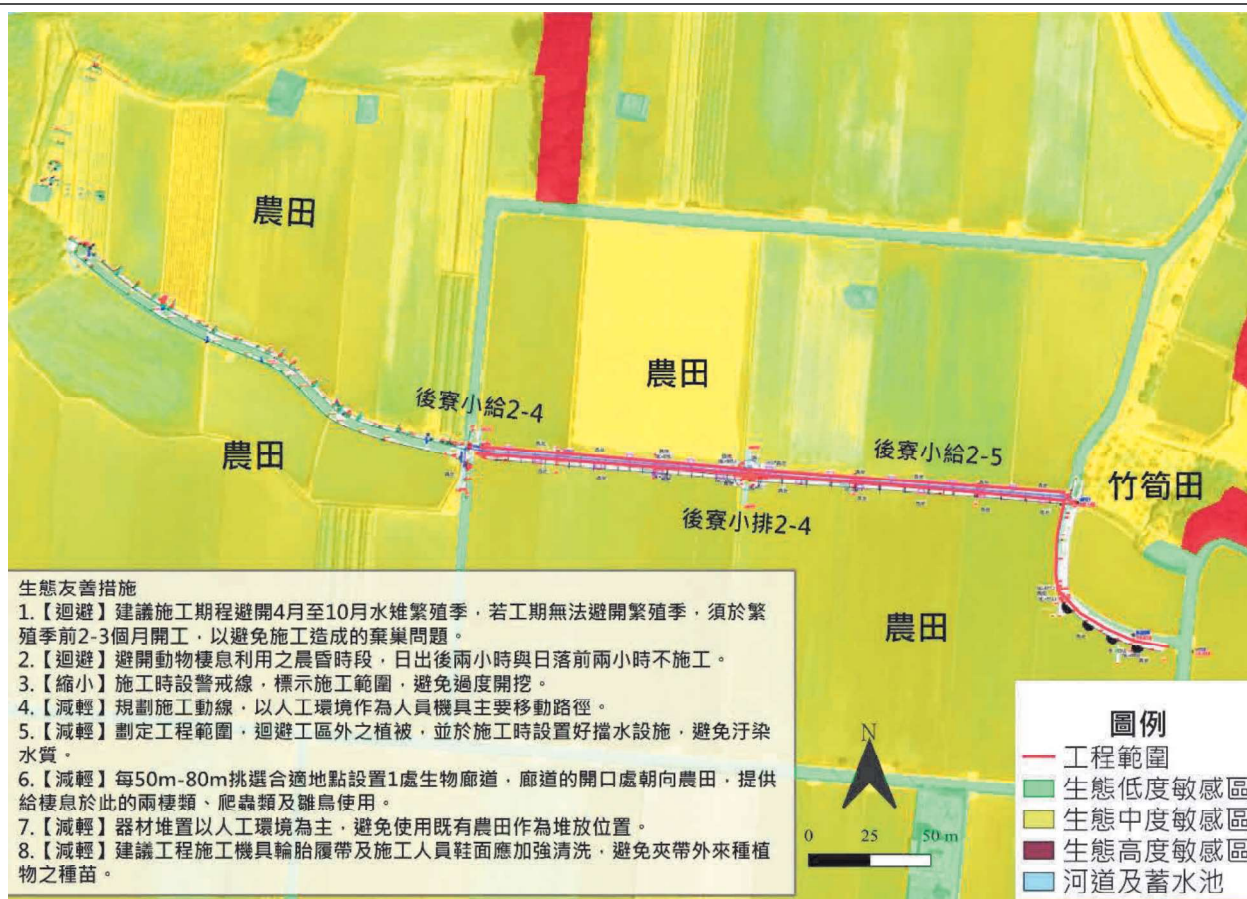 農田
農田
後寮小給2-4
農田
後寮小給2-5
竹筍田
後寮小排2-4
農田
生態友善措施
1.【迴避】建議施工期程避開4月至10月水雉繁殖季，若工期無法避開繁殖季，須於繁
殖季前2-3個月開工，以避免施工造成的棄巢問題。
2.【迴避】避開動物棲息利用之晨昏時段，日出後兩小時與日落前兩小時不施工。
3.【縮小】施工時設警戒線，標示施工範圍，避免過度開挖。
4.【減輕】規劃施工動線，以人工環境作為人員機具主要移動路徑。
5.【減輕】劃定工程範圍，迴避工區外之植被，並於施工時設置好擋水設施，避免汙染
水質。
6.【減輕】每50m-80m挑選合適地點設置1處生物廊道，廊道的開口處朝向農田，提供
給棲息於此的兩棲類、爬蟲類及雛鳥使用。
7.【減輕】器材堆置以人工環境為主，避免使用既有農田作為堆放位置。
8.【減輕】建議工程施工機具輪胎履帶及施工人員鞋面應加強清洗，避免夾帶外來種植
物之種苗。
N
0 25 50 m
圖例
工程範圍
生態低度敏感區
生態中度敏感區
生態高度敏感區
河道及蓄水池